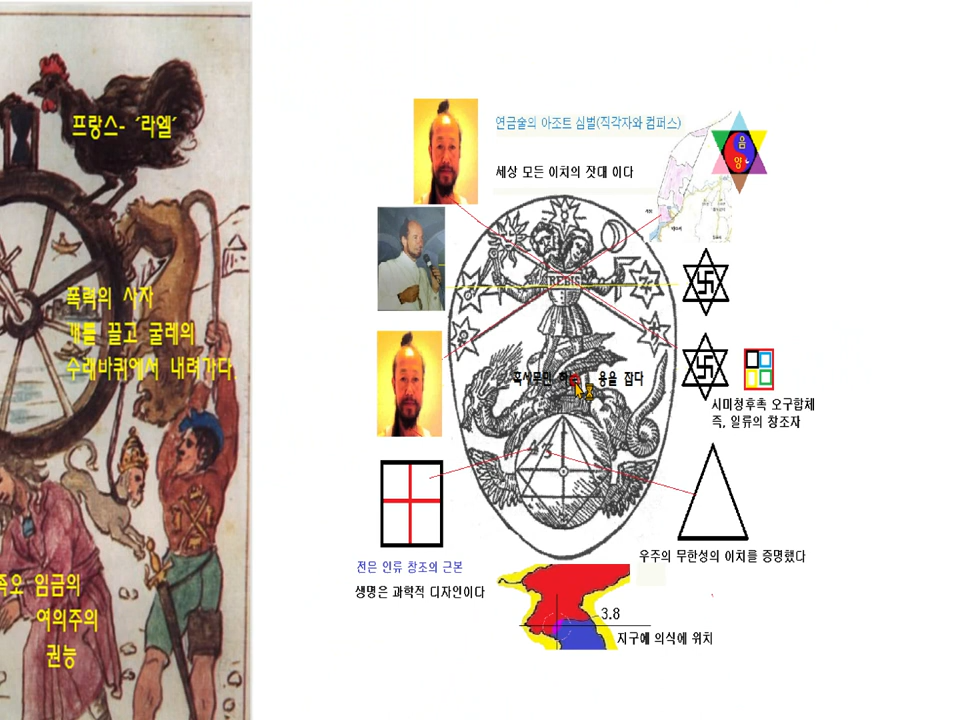 프랑스- '라엘'
폭력의 사자
개를 끌고 굴레의
수레바퀴에서 내려가다
임금의
여의주의
권능
연금술의 아조트 심벌(직각자와 컴퍼스)
세상 모든 이치의 잣대 이다
음
양
REBIS
용을 잡다
시미청후촉 오구합체
즉, 일류의 창조자
43
전은 인류 창조의 근본
생명은 과학적 디자인이다
우주의 무한성의 이치를 증명했다
3.8
지구에 의식에 위치